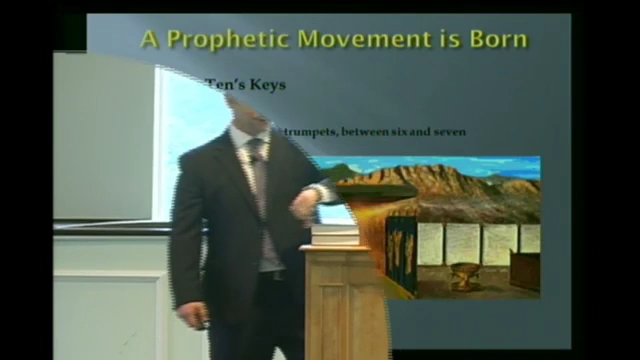 A Prophetic Movement is Born
Ten's Keys
trumpets, between six and seven